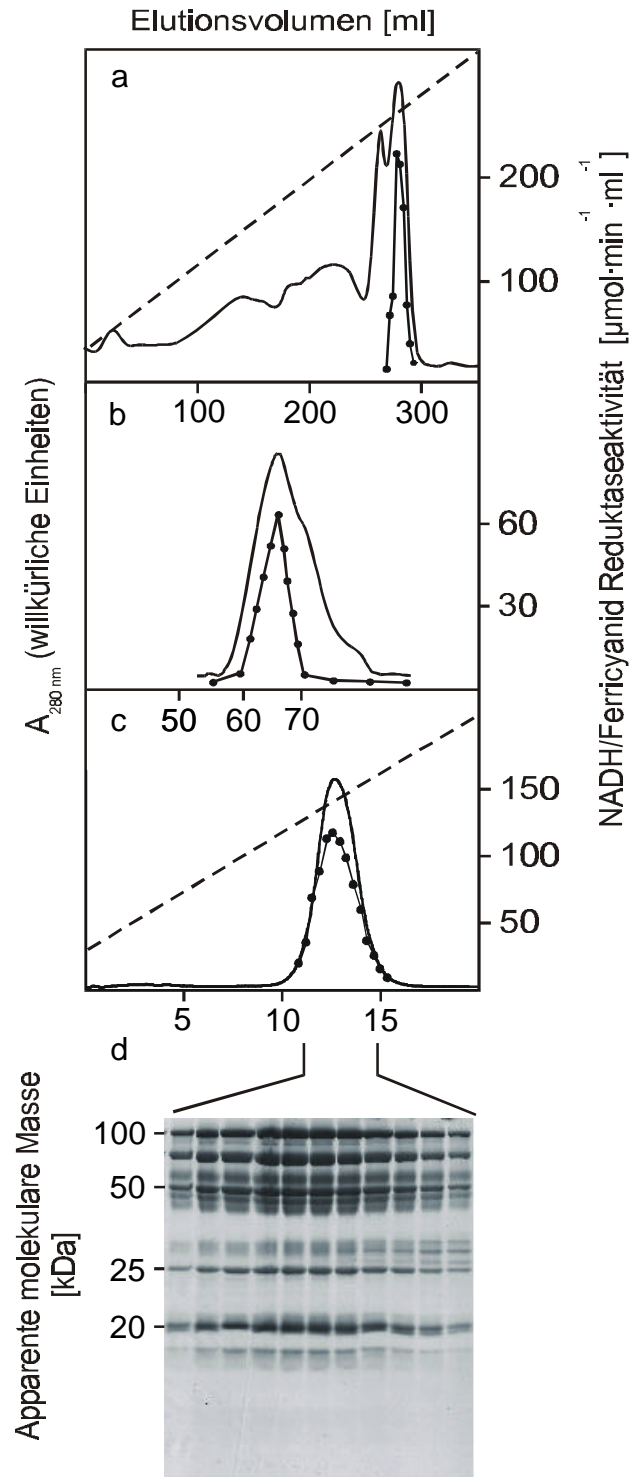 Elutionsvolumen [ml]
a
200
100
100 200 300
b
60
30
50 60 70
c
150
100
50
5 10 15
d
A280 nm (willkürliche Einheiten)
NADH/Ferricyanid Reduktaseaktivität [µmol·min-1·ml-1]
100
50
25
20
Apparente molekulare Masse
[kDa]